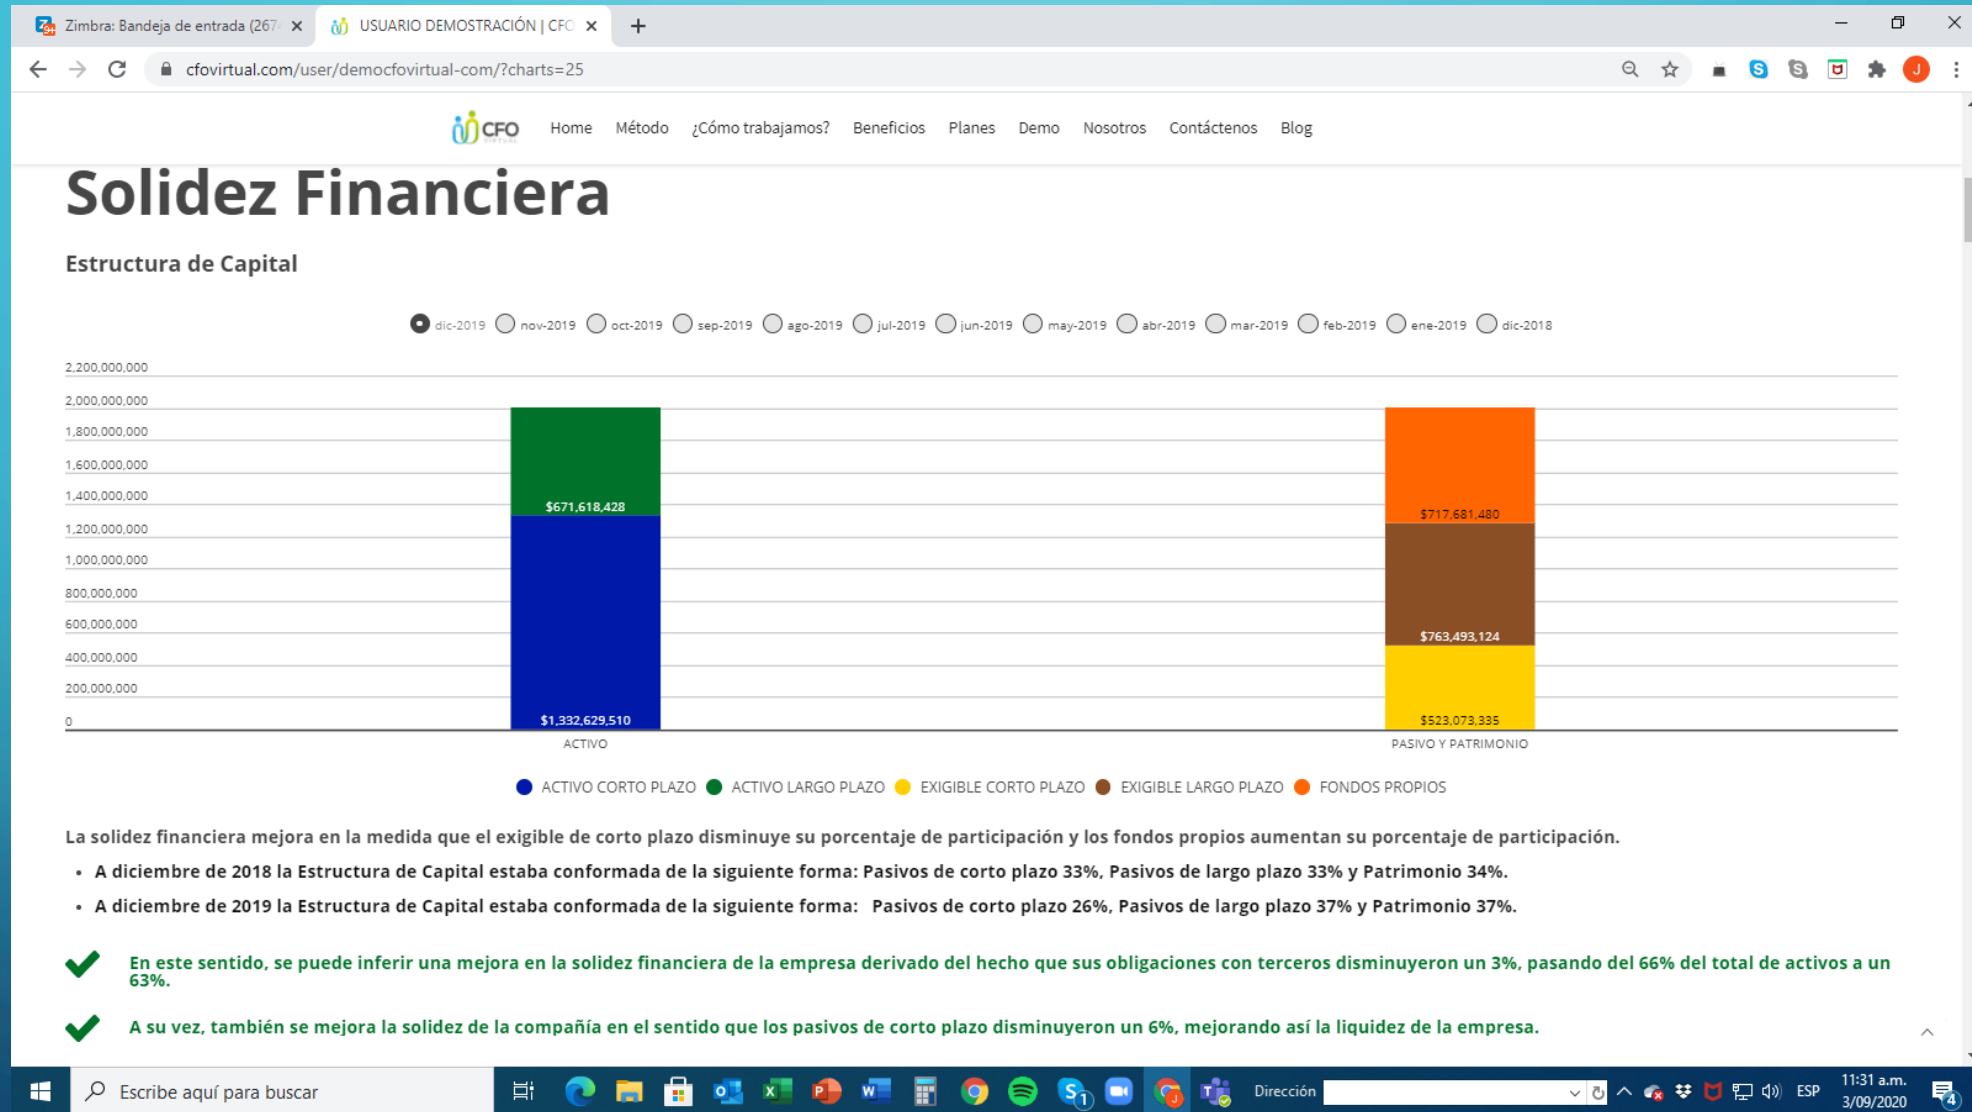 Zimbra: Bandeja de entrada (267
USUARIO DEMOSTRACIÓN | CFO
cfovirtual.com/user/democfovirtual-com/?charts=25
CFO
VIRTUAL
Home Método ¿Cómo trabajamos? Beneficios Planes Demo Nosotros Contáctenos Blog
Solidez Financiera
Estructura de Capital
dic-2019 nov-2019 oct-2019 sep-2019 ago-2019 jul-2019 jun-2019 may-2019 abr-2019 mar-2019 feb-2019 ene-2019 dic-2018
2,200,000,000
2,000,000,000
1,800,000,000
1,600,000,000
1,400,000,000
1,200,000,000
1,000,000,000
800,000,000
600,000,000
400,000,000
200,000,000
0
$671,618,428
$1,332,629,510
$717,681,480
$763,493,124
$523,073,335
ACTIVO
PASIVO Y PATRIMONIO
ACTIVO CORTO PLAZO ACTIVO LARGO PLAZO EXIGIBLE CORTO PLAZO EXIGIBLE LARGO PLAZO FONDOS PROPIOS
La solidez financiera mejora en la medida que el exigible de corto plazo disminuye su porcentaje de participación y los fondos propios aumentan su porcentaje de participación.
• A diciembre de 2018 la Estructura de Capital estaba conformada de la siguiente forma: Pasivos de corto plazo 33%, Pasivos de largo plazo 33% y Patrimonio 34%.
• A diciembre de 2019 la Estructura de Capital estaba conformada de la siguiente forma: Pasivos de corto plazo 26%, Pasivos de largo plazo 37% y Patrimonio 37%.
En este sentido, se puede inferir una mejora en la solidez financiera de la empresa derivado del hecho que sus obligaciones con terceros disminuyeron un 3%, pasando del 66% del total de activos a un
63%.
A su vez, también se mejora la solidez de la compañía en el sentido que los pasivos de corto plazo disminuyeron un 6%, mejorando así la liquidez de la empresa.
Escribe aquí para buscar
Dirección
ESP
11:31 a.m.
3/09/2020
4